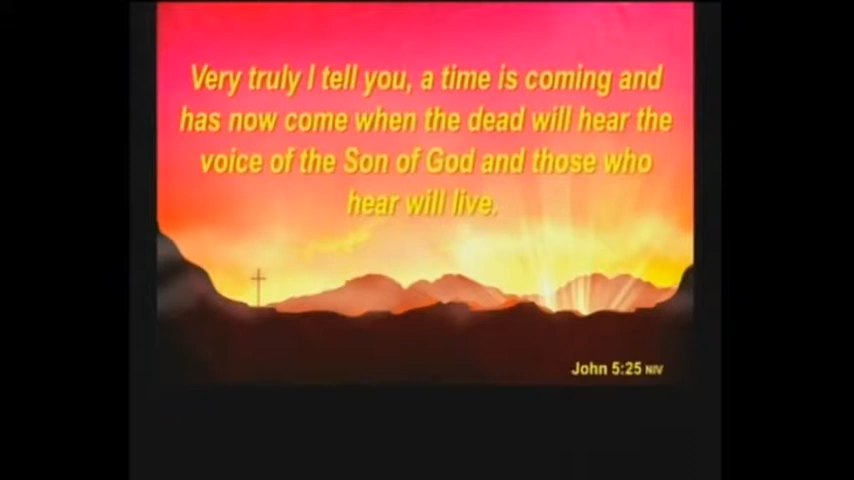 Very truly I tell you, a time is coming and
has now come when the dead will hear the
voice of the Son of God and those who
hear will live.
John 5:25 NIV